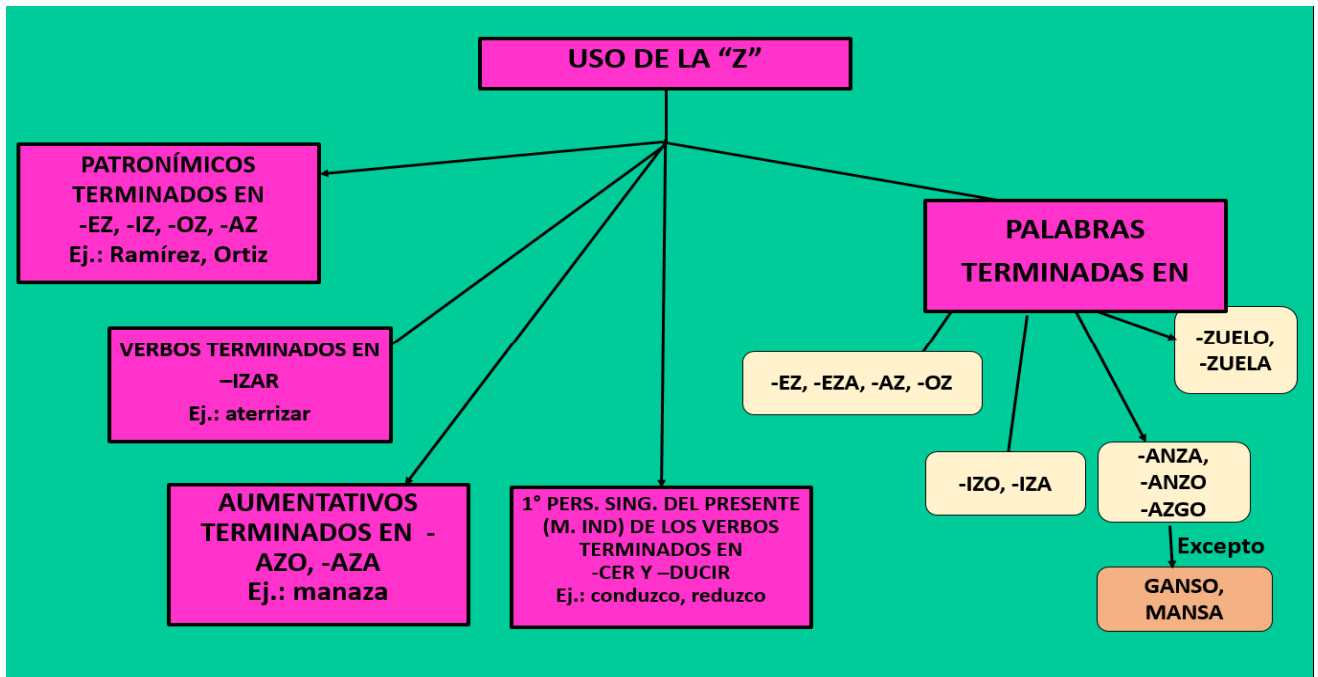 USO DE LA “Z”
PATRONÍMICOS
TERMINADOS EN
-EZ, -IZ, -OZ, -AZ
Ej.: Ramírez, Ortiz
VERBOS TERMINADOS EN
–IZAR
Ej.: aterrizar
AUMENTATIVOS
TERMINADOS EN -
AZO, -AZA
Ej.: manaza
1° PERS. SING. DEL PRESENTE
(M. IND) DE LOS VERBOS
TERMINADOS EN
-CER Y –DUCIR
Ej.: conduzco, reduzco
PALABRAS
TERMINADAS EN
-EZ, -EZA, -AZ, -OZ
-IZO, -IZA
-ANZA,
-ANZO
-AZGO
Excepto
GANSO,
MANSA
-ZUELO,
-ZUELA